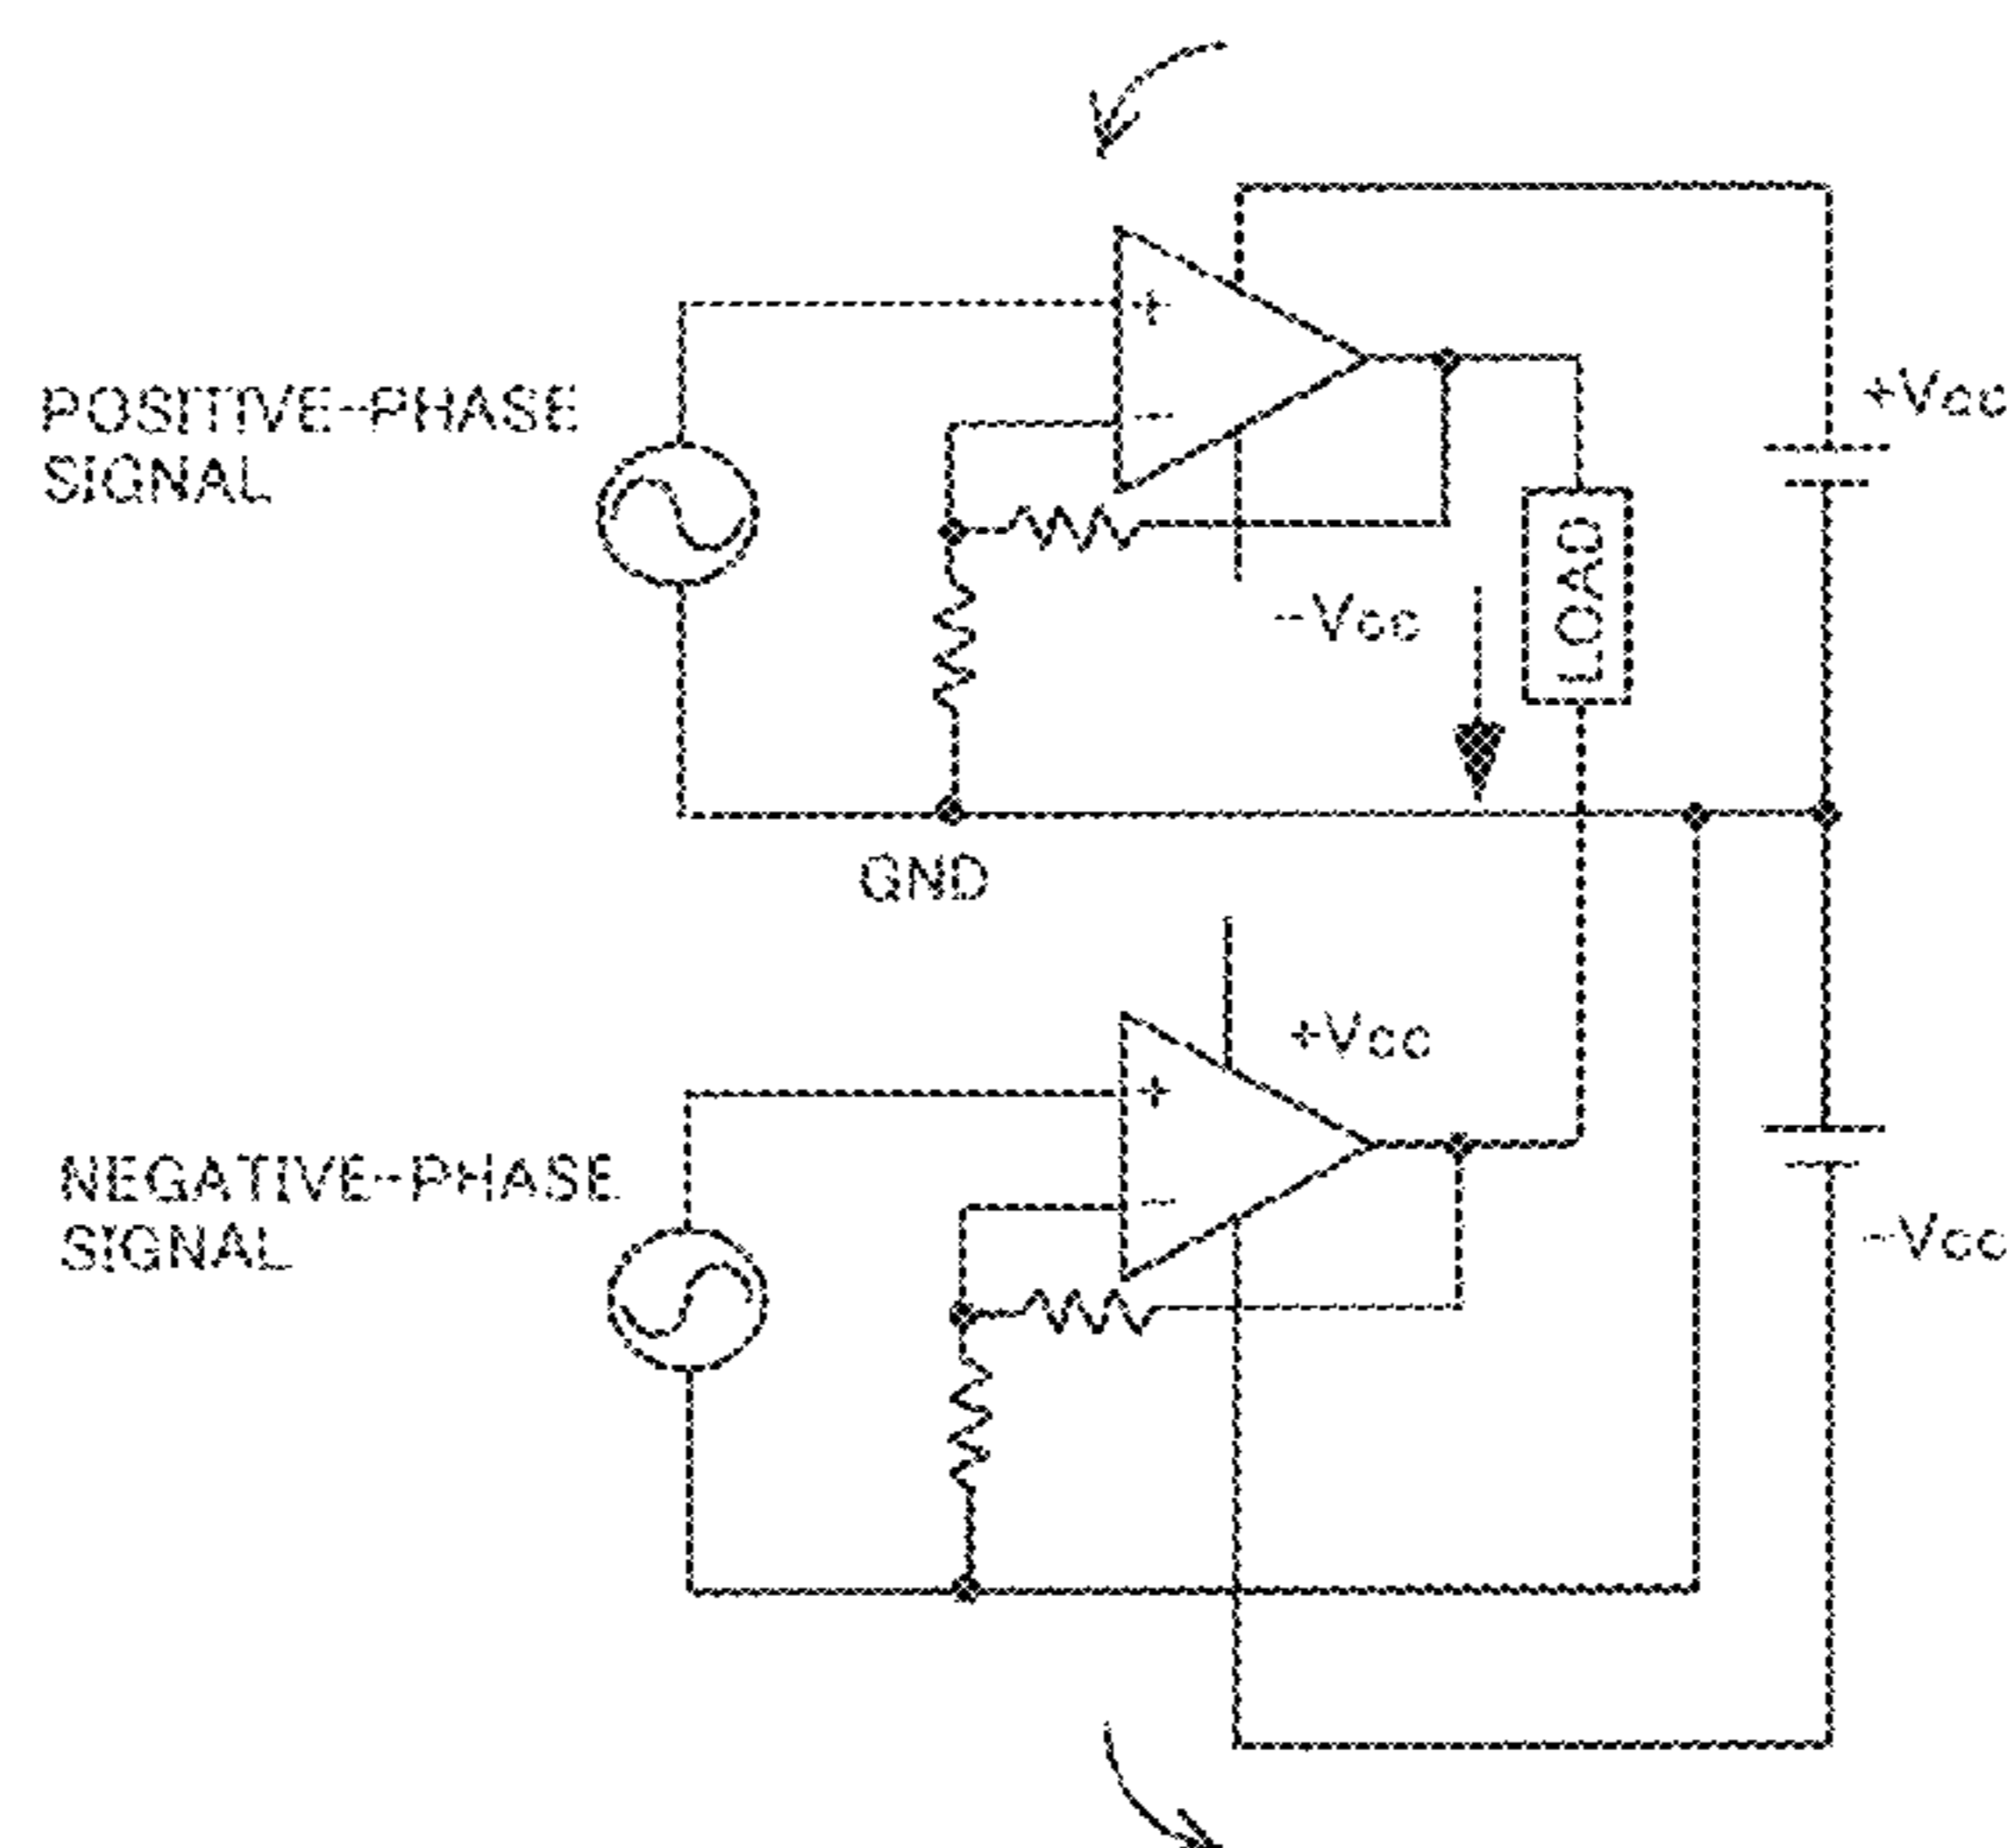 +
+Vcc
POSITIVE-PHASE
SIGNAL
-
LOAD
-Vcc
GND
+Vcc
+
NEGATIVE-PHASE
SIGNAL
-
-Vcc